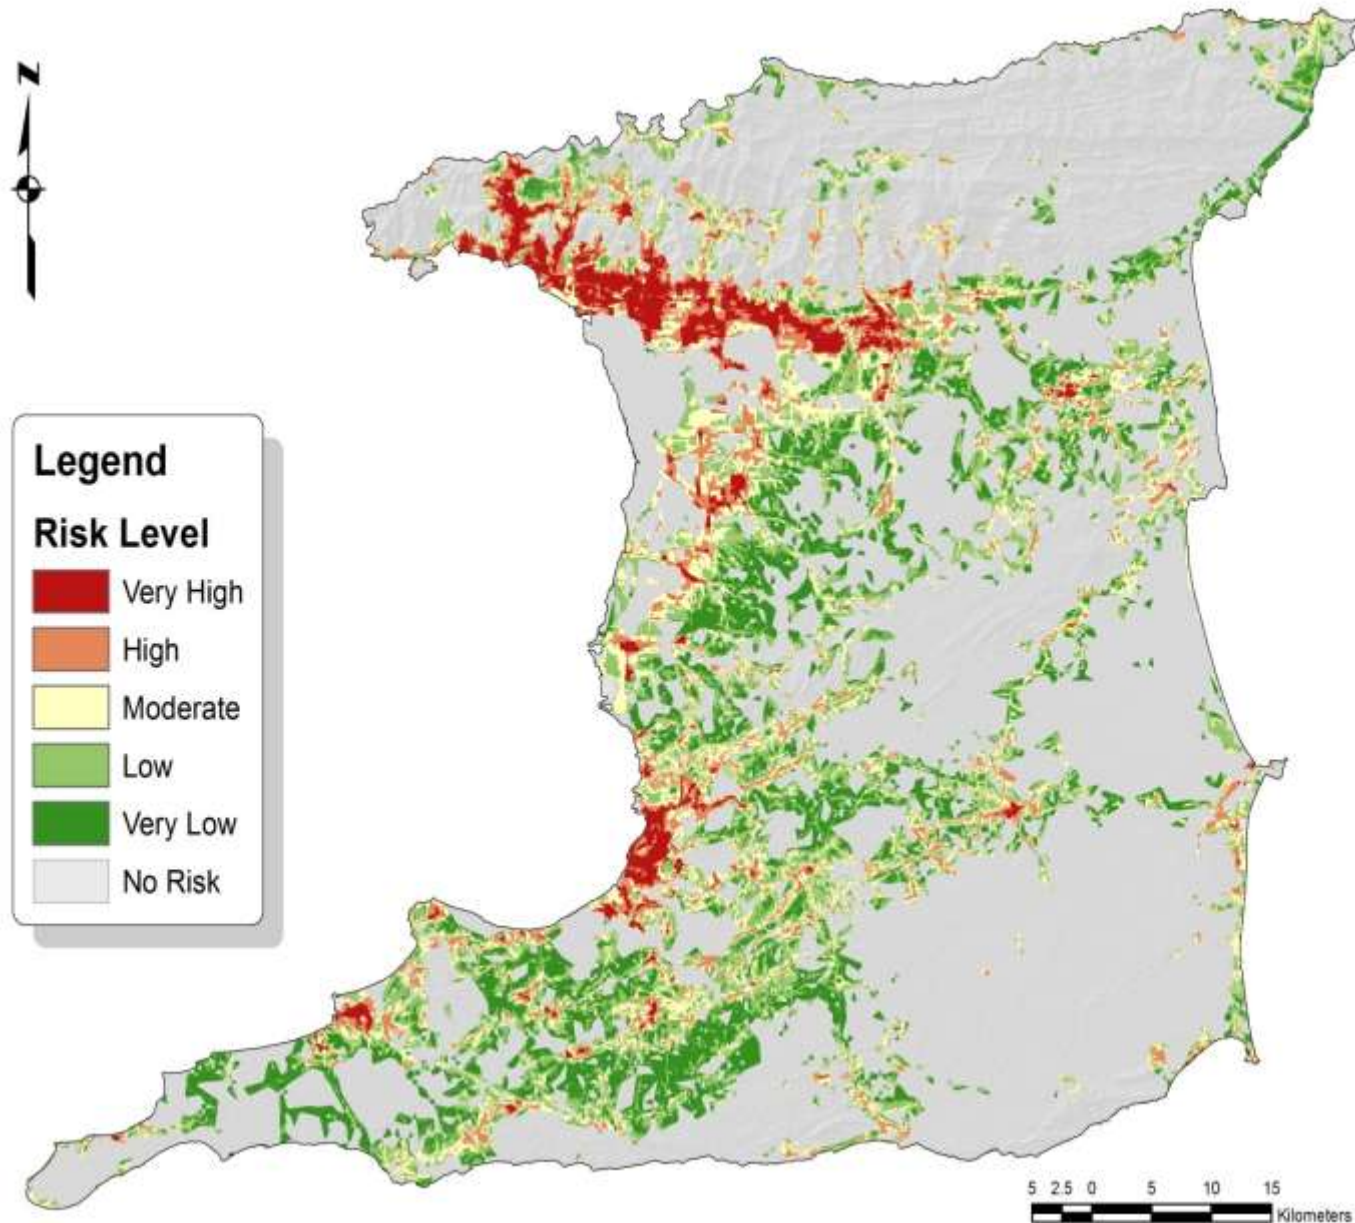 N
Legend
Risk Level
Very High
High
Moderate
Low
Very Low
No Risk
5 2.5 0 5 10 15
Kilometers